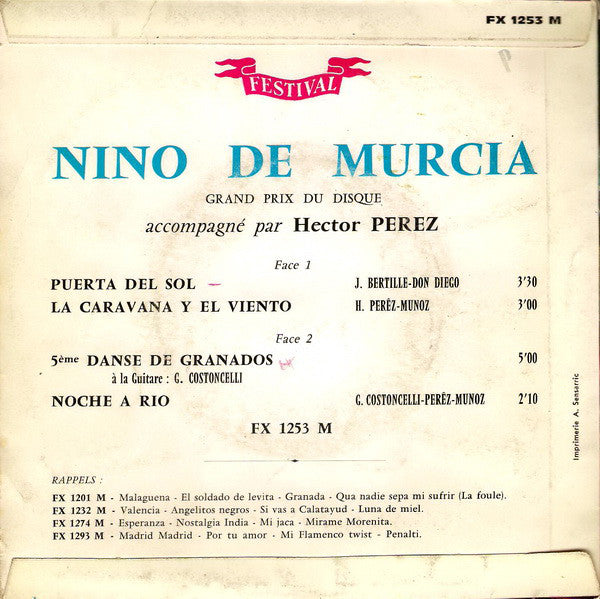 FX 1253 M
FESTIVAL
NINO DE MURCIA
GRAND PRIX DU DISQUE
accompagné par Hector PEREZ
Face 1
PUERTA DEL SOL J. BERTILLE-DON DIEGO 3'30
LA CARAVANA Y EL VIENTO H. PERÊZ-MUNOZ 3'00
Face 2
5ème DANSE DE GRANADOS 5'00
à la Guitare : G. COSTONCELLI
NOCHE A RIO G. COSTONCELLI-PERÊZ-MUNOZ 2'10
FX 1253 M
RAPPELS :
FX 1201 M - Malaguena - El soldado de levita - Granada - Qua nadie sepa mi sufrir (La foule).
FX 1232 M - Valencia - Angelitos negros - Si vas a Calatayud - Luna de miel.
FX 1274 M - Esperanza - Nostalgia India - Mi jaca - Mirame Morenita.
FX 1293 M - Madrid Madrid - Por tu amor - Mi Flamenco twist - Penalti.
Imprimerie A. Sansarric